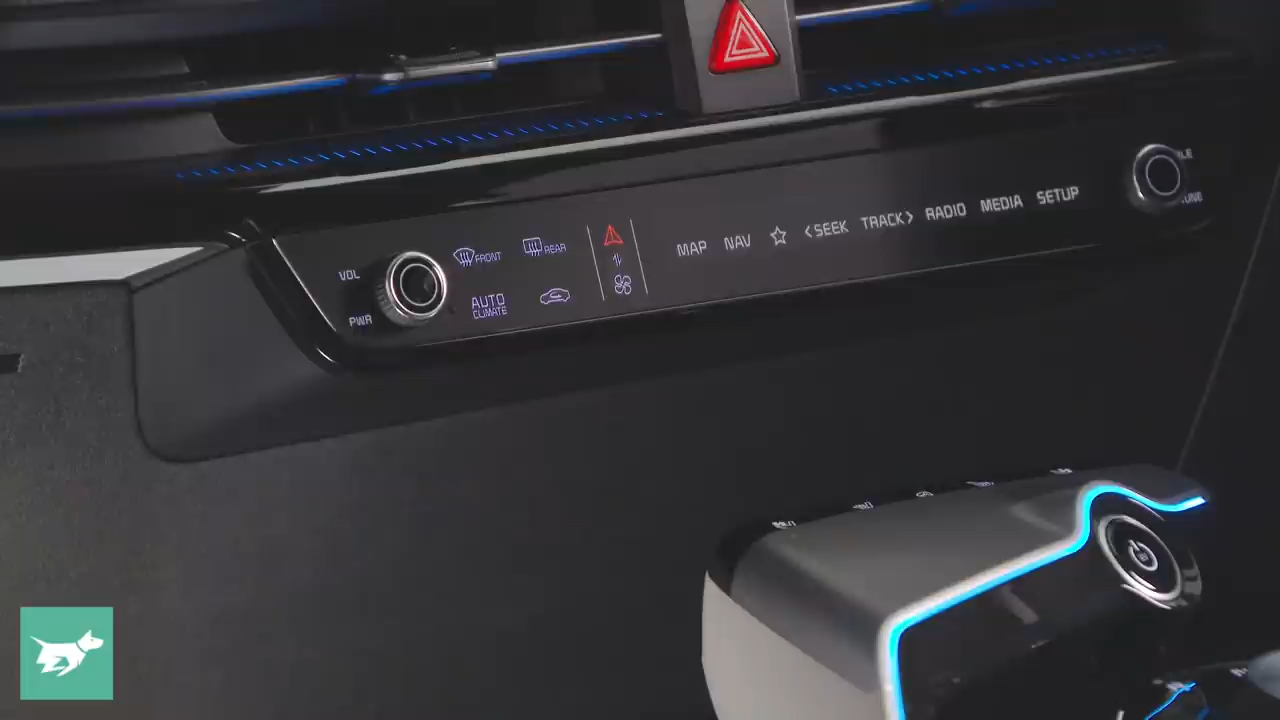 VOL
PWR
FRONT
REAR
AUTO
CLIMATE
MAP NAV <SEEK TRACK> RADIO MEDIA SETUP